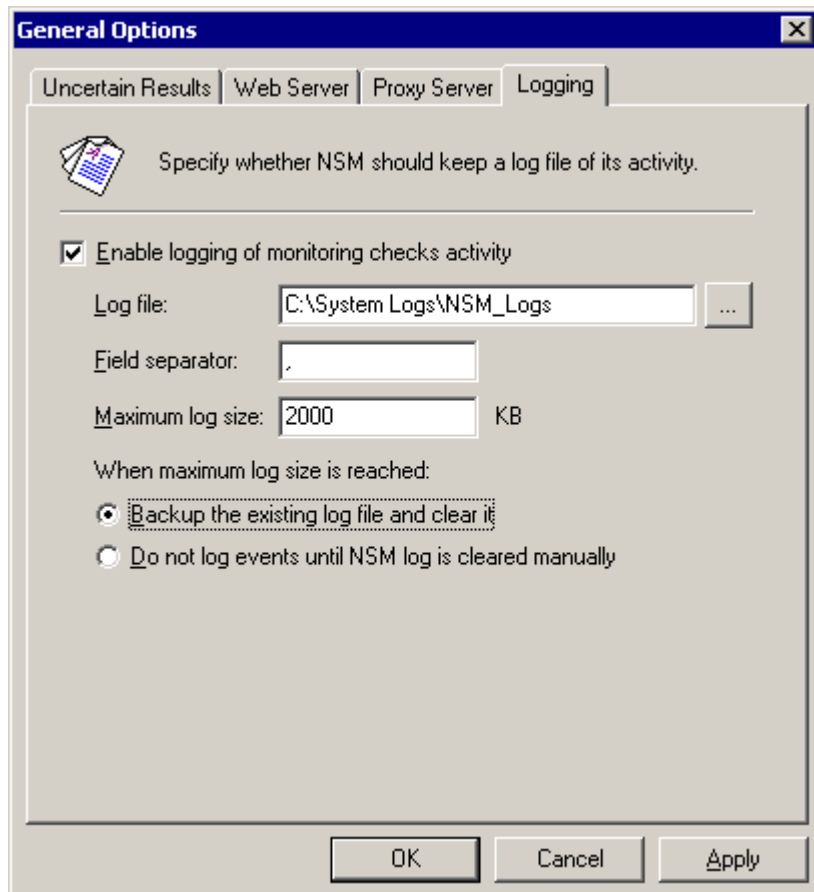 General Options
Uncertain Results Web Server Proxy Server Logging
Specify whether NSM should keep a log file of its activity.
Enable logging of monitoring checks activity
Log file: C:\System Logs\NSM_Logs ...
Field separator: ,
Maximum log size: 2000 KB
When maximum log size is reached:
Backup the existing log file and clear it
Do not log events until NSM log is cleared manually
OK Cancel Apply